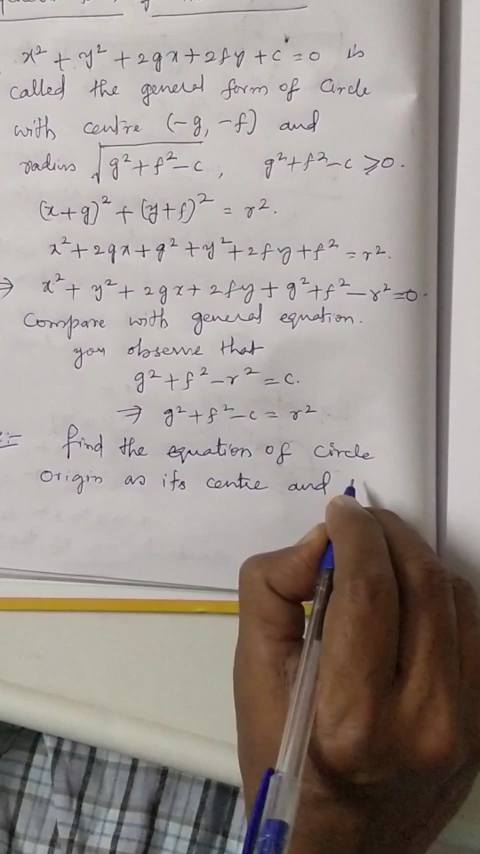 x² + y² + 2gx + 2fy + c = 0 is
called the general form of Circle
with centre (-g, -f) and
radius √g²+f²-c, g²+f²-c ≥ 0.
(x+g)² + (y+f)² = r².
x² + 2gx + g² + y² + 2fy + f² = r².
⇒ x² + y² + 2gx + 2fy + g² + f² - r² = 0.
Compare with general equation.
you observe that
g² + f² - r² = c.
⇒ g² + f² - c = r².
:= find the equation of circle
Origin as its centre and